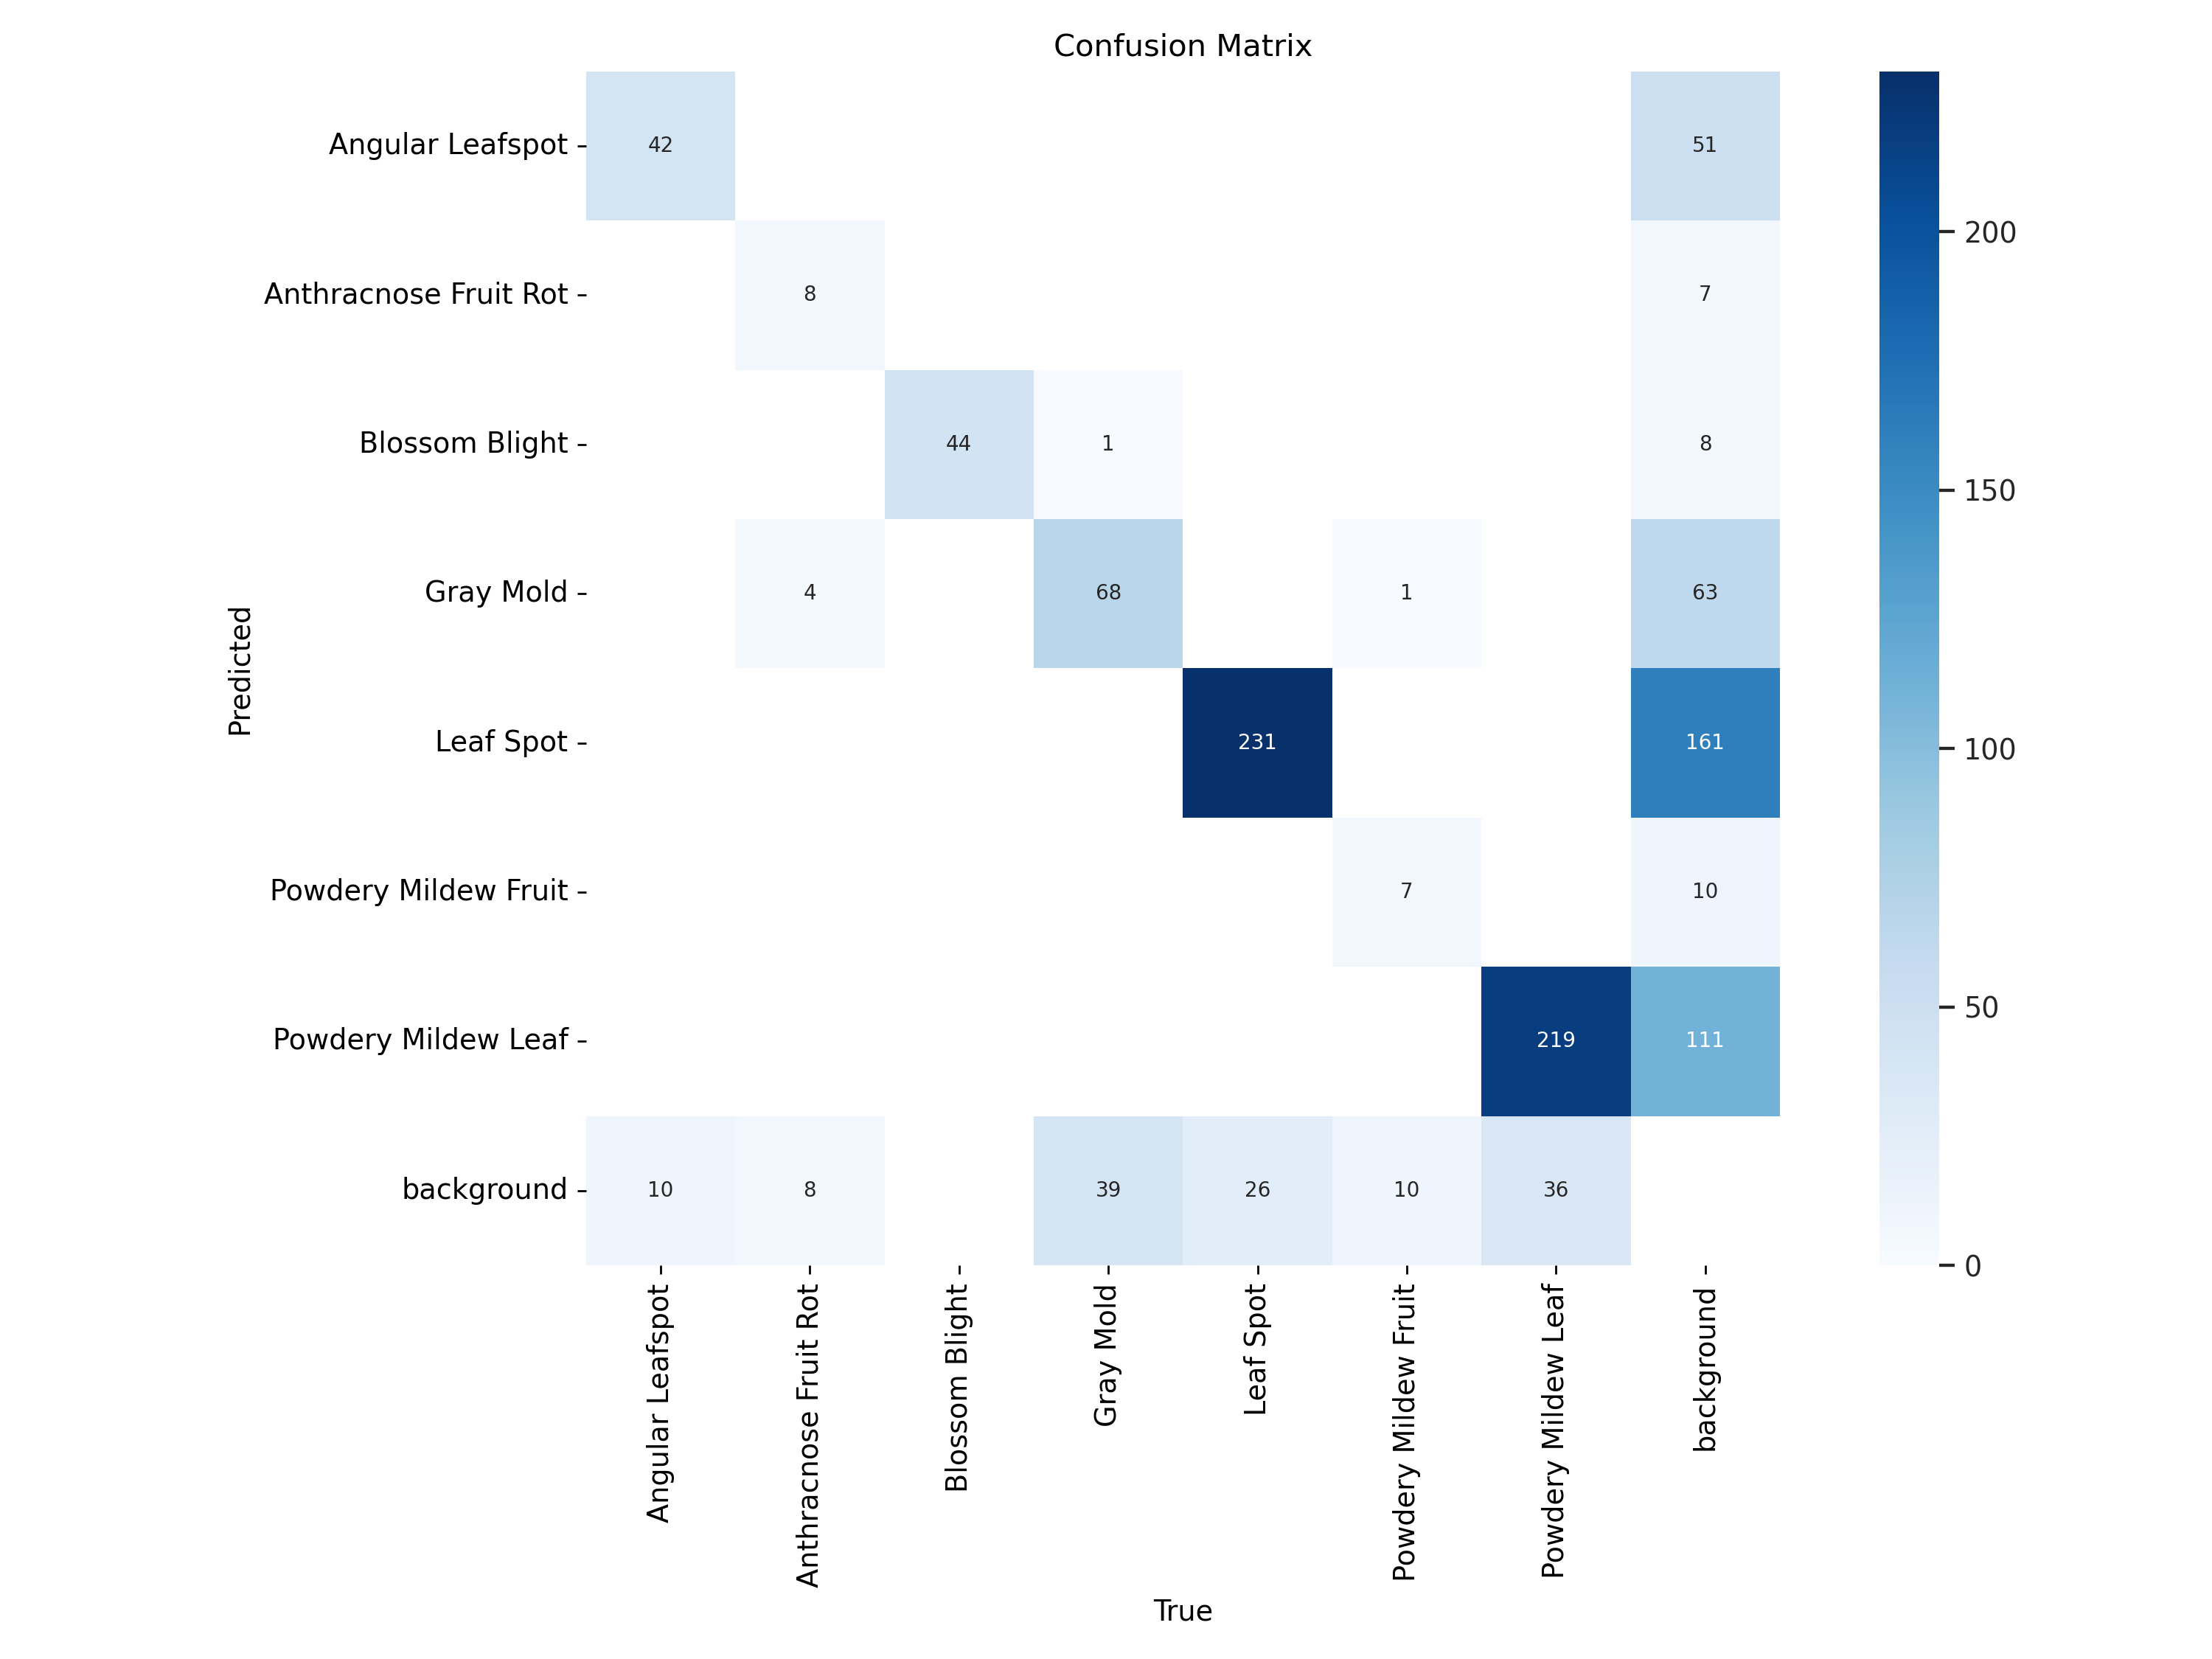 Confusion Matrix
Angular Leafspot
42
51
Anthracnose Fruit Rot
8
7
Blossom Blight
44
1
8
Gray Mold
4
68
1
63
Leaf Spot
231
161
Powdery Mildew Fruit
7
10
Powdery Mildew Leaf
219
111
background
10
8
39
26
10
36
Predicted
Angular Leafspot
Anthracnose Fruit Rot
Blossom Blight
Gray Mold
Leaf Spot
Powdery Mildew Fruit
Powdery Mildew Leaf
background
True
200
150
100
50
0